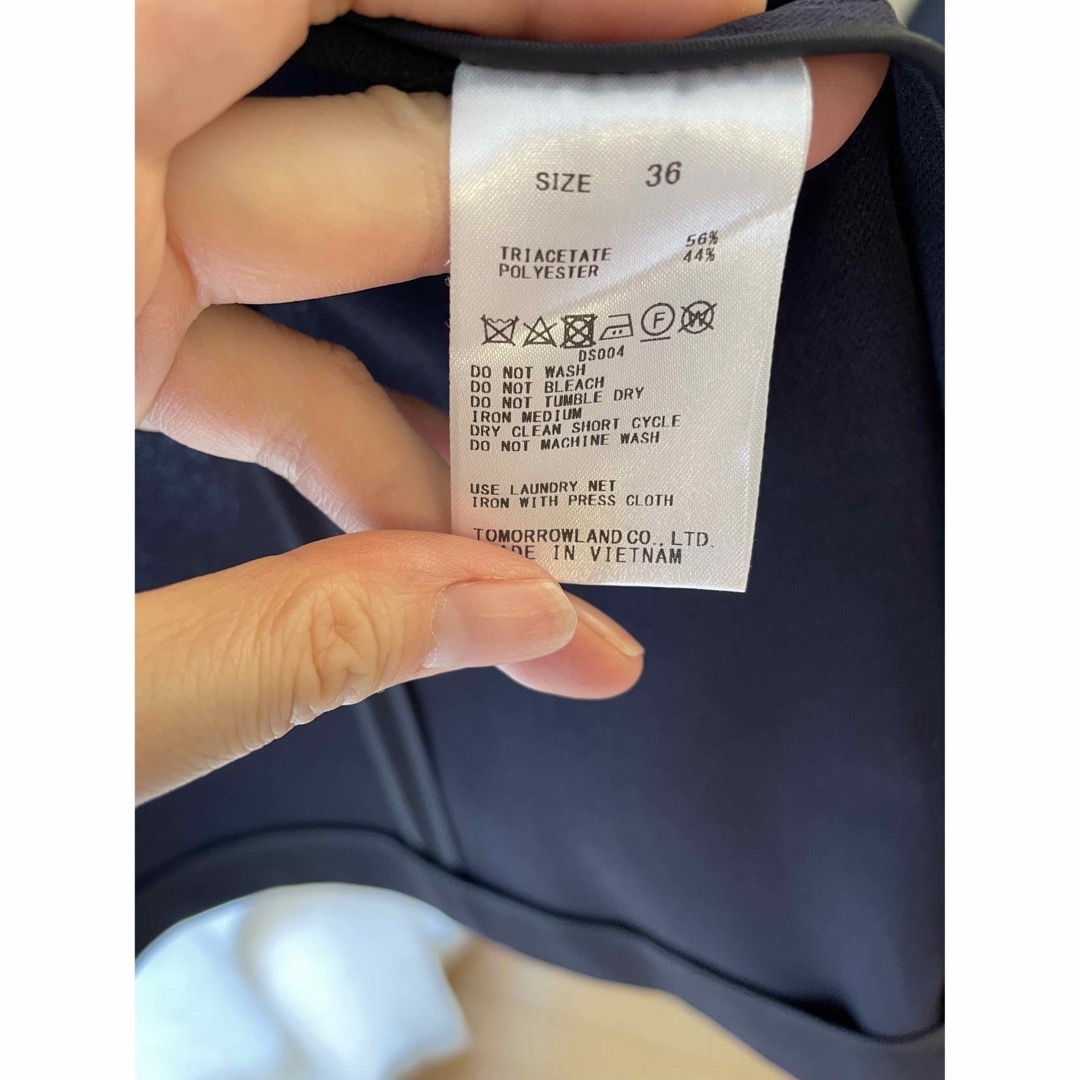 SIZE 36
TRIACETATE 56%
POLYESTER 44%
F W
DS004
DO NOT WASH
DO NOT BLEACH
DO NOT TUMBLE DRY
IRON MEDIUM
DRY CLEAN SHORT CYCLE
DO NOT MACHINE WASH
USE LAUNDRY NET
IRON WITH PRESS CLOTH
TOMORROWLAND CO., LTD.
IN VIETNAM